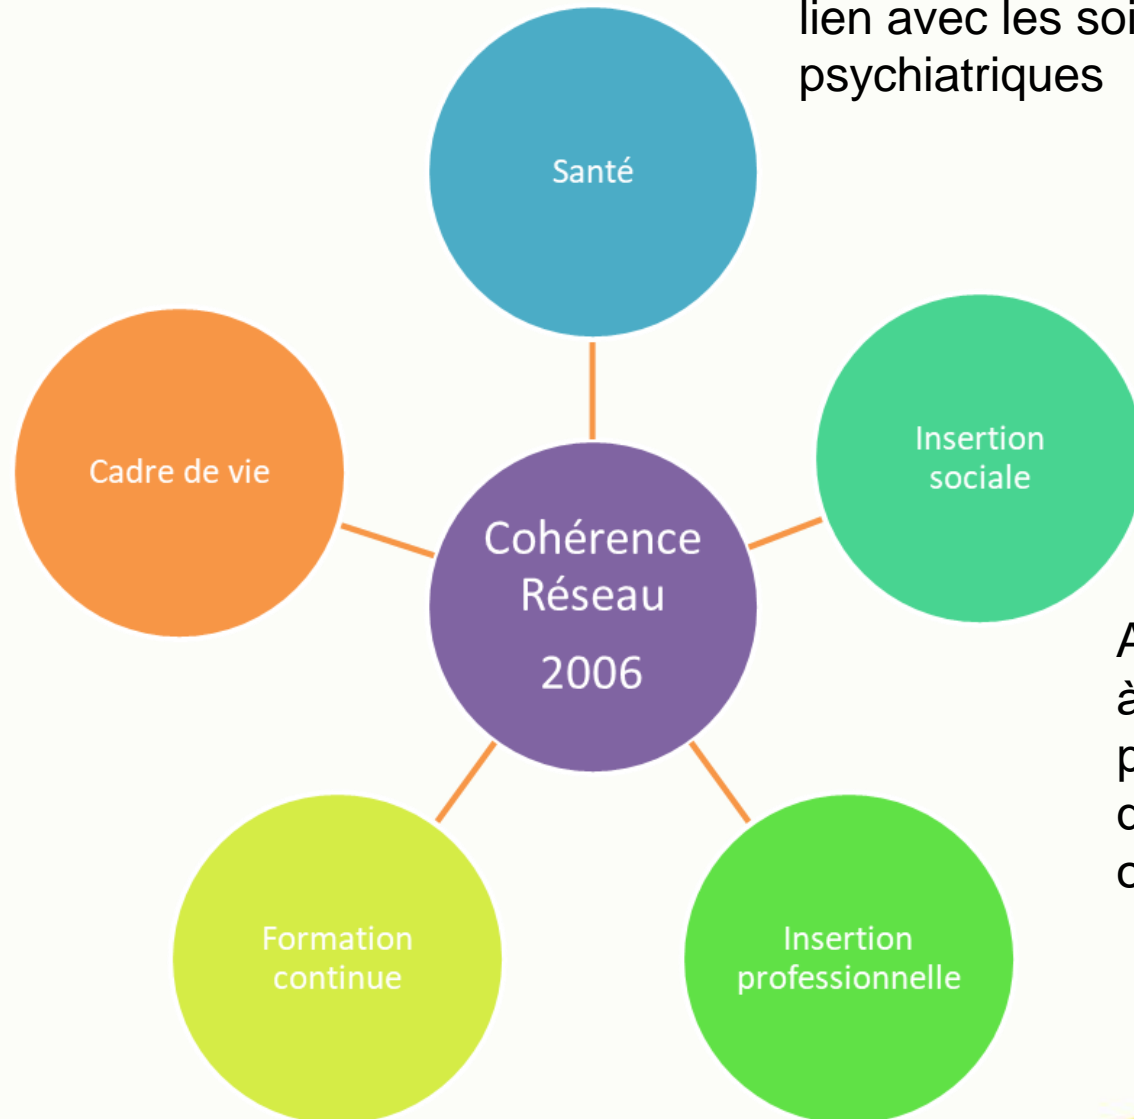 lien avec les soi
psychiatriques
Santé
Cadre de vie
Insertion
sociale
Cohérence
Réseau
2006
Formation
continue
Insertion
professionnelle